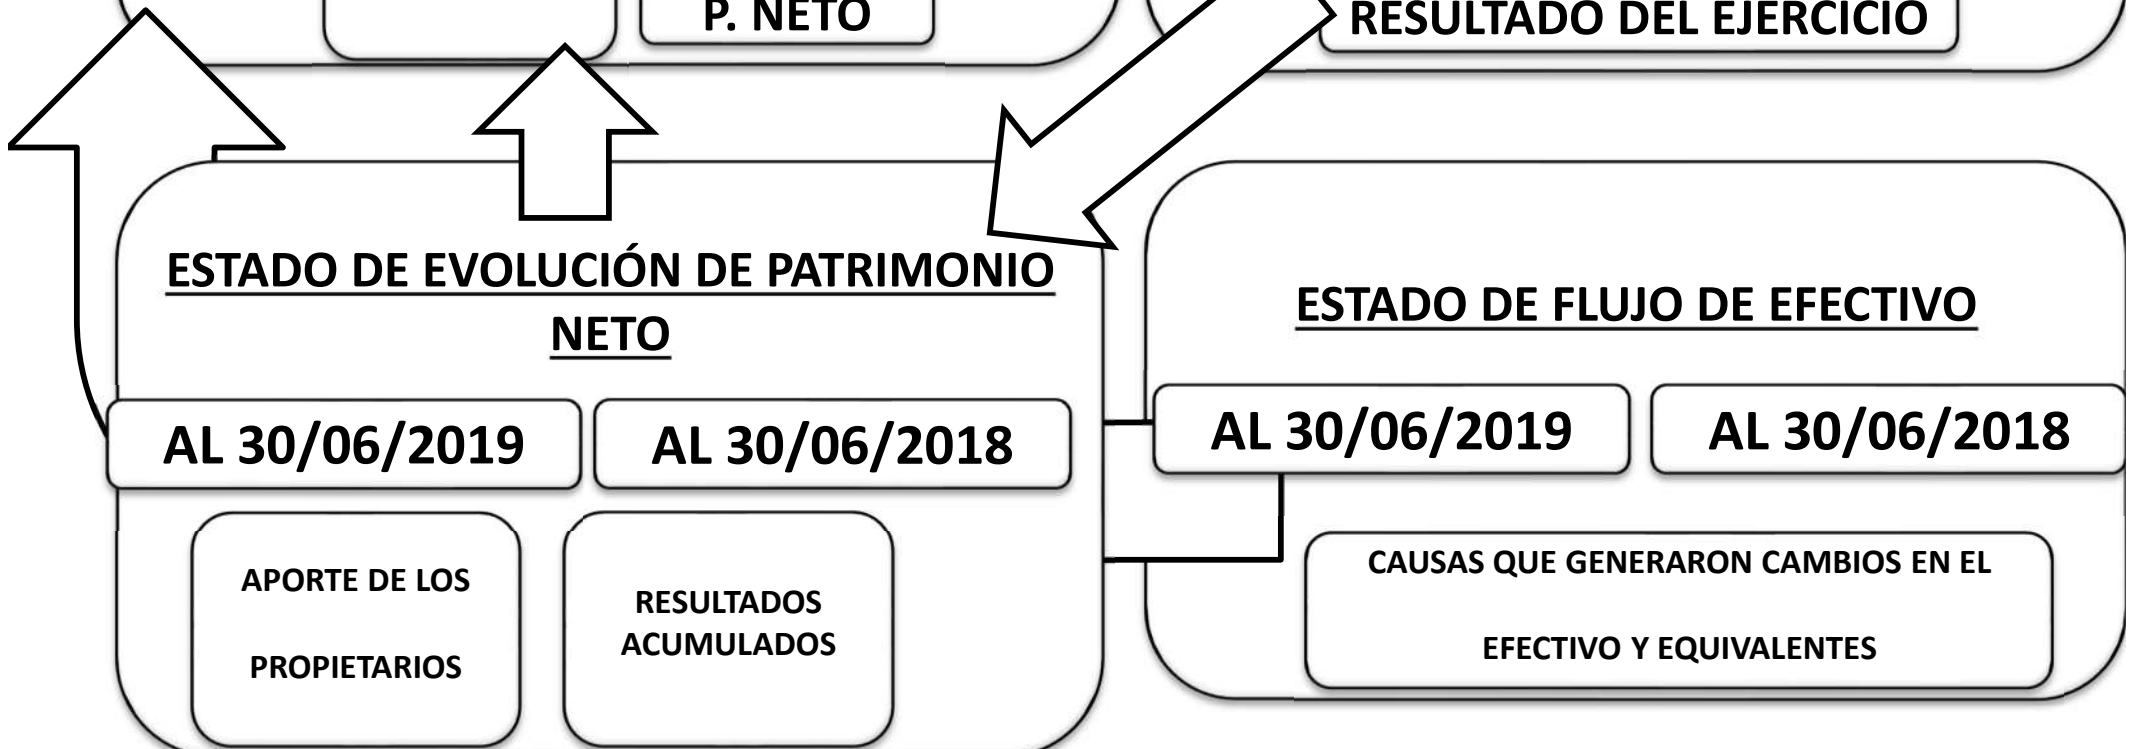 P. NETO
RESULTADO DEL EJERCICIO
ESTADO DE EVOLUCIÓN DE PATRIMONIO
NETO
AL 30/06/2019
AL 30/06/2018
APORTE DE LOS
PROPIETARIOS
RESULTADOS
ACUMULADOS
ESTADO DE FLUJO DE EFECTIVO
AL 30/06/2019
AL 30/06/2018
CAUSAS QUE GENERARON CAMBIOS EN EL
EFECTIVO Y EQUIVALENTES